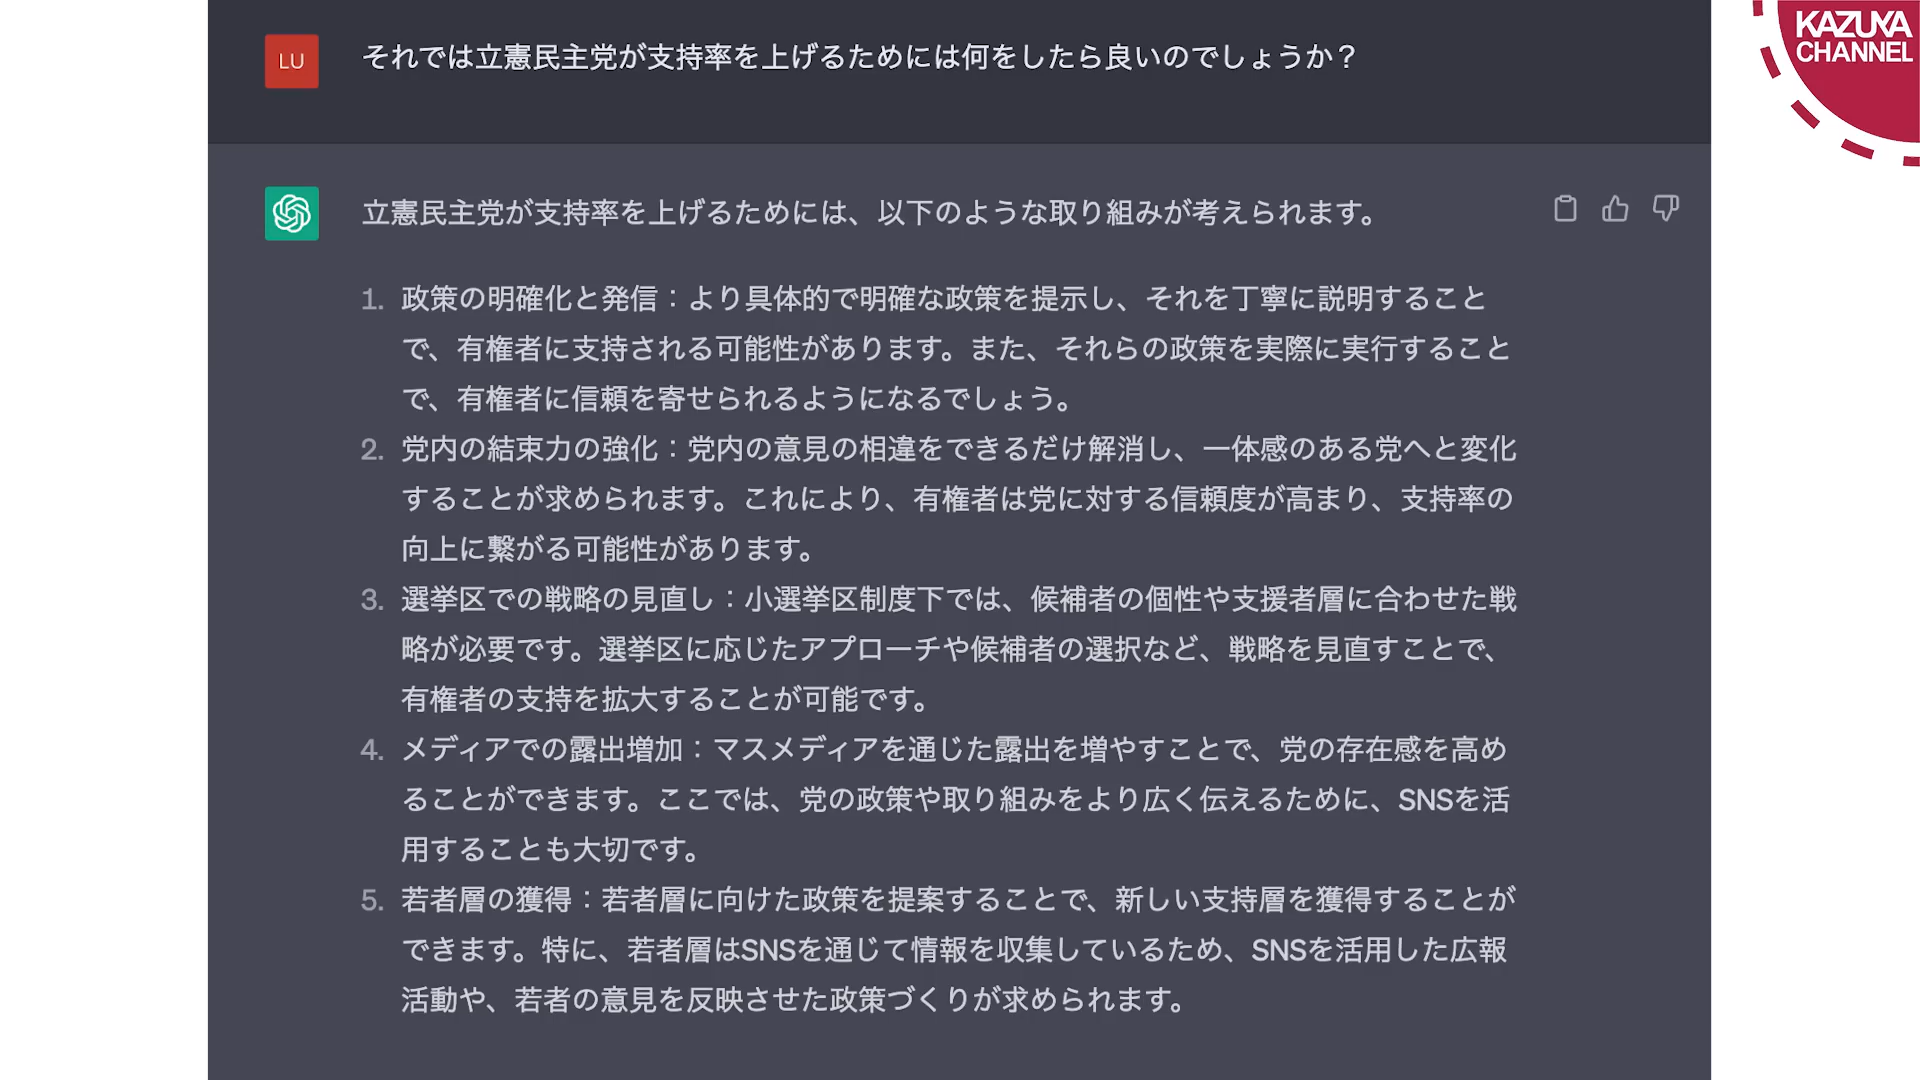 KAZUYA
CHANNEL
LU
それでは立憲民主党が支持率を上げるためには何をしたら良いのでしょうか？
立憲民主党が支持率を上げるためには、以下のような取り組みが考えられます。
1. 政策の明確化と発信：より具体的で明確な政策を提示し、それを丁寧に説明すること
で、有権者に支持される可能性があります。また、それらの政策を実際に実行すること
で、有権者に信頼を寄せられるようになるでしょう。
2. 党内の結束力の強化：党内の意見の相違をできるだけ解消し、一体感のある党へと変化
することが求められます。これにより、有権者は党に対する信頼度が高まり、支持率の
向上に繋がる可能性があります。
3. 選挙区での戦略の見直し：小選挙区制度下では、候補者の個性や支援者層に合わせた戦
略が必要です。選挙区に応じたアプローチや候補者の選択など、戦略を見直すことで、
有権者の支持を拡大することが可能です。
4. メディアでの露出増加：マスメディアを通じた露出を増やすことで、党の存在感を高め
ることができます。ここでは、党の政策や取り組みをより広く伝えるために、SNSを活
用することも大切です。
5. 若者層の獲得：若者層に向けた政策を提案することで、新しい支持層を獲得することが
できます。特に、若者層はSNSを通じて情報を収集しているため、SNSを活用した広報
活動や、若者の意見を反映させた政策づくりが求められます。